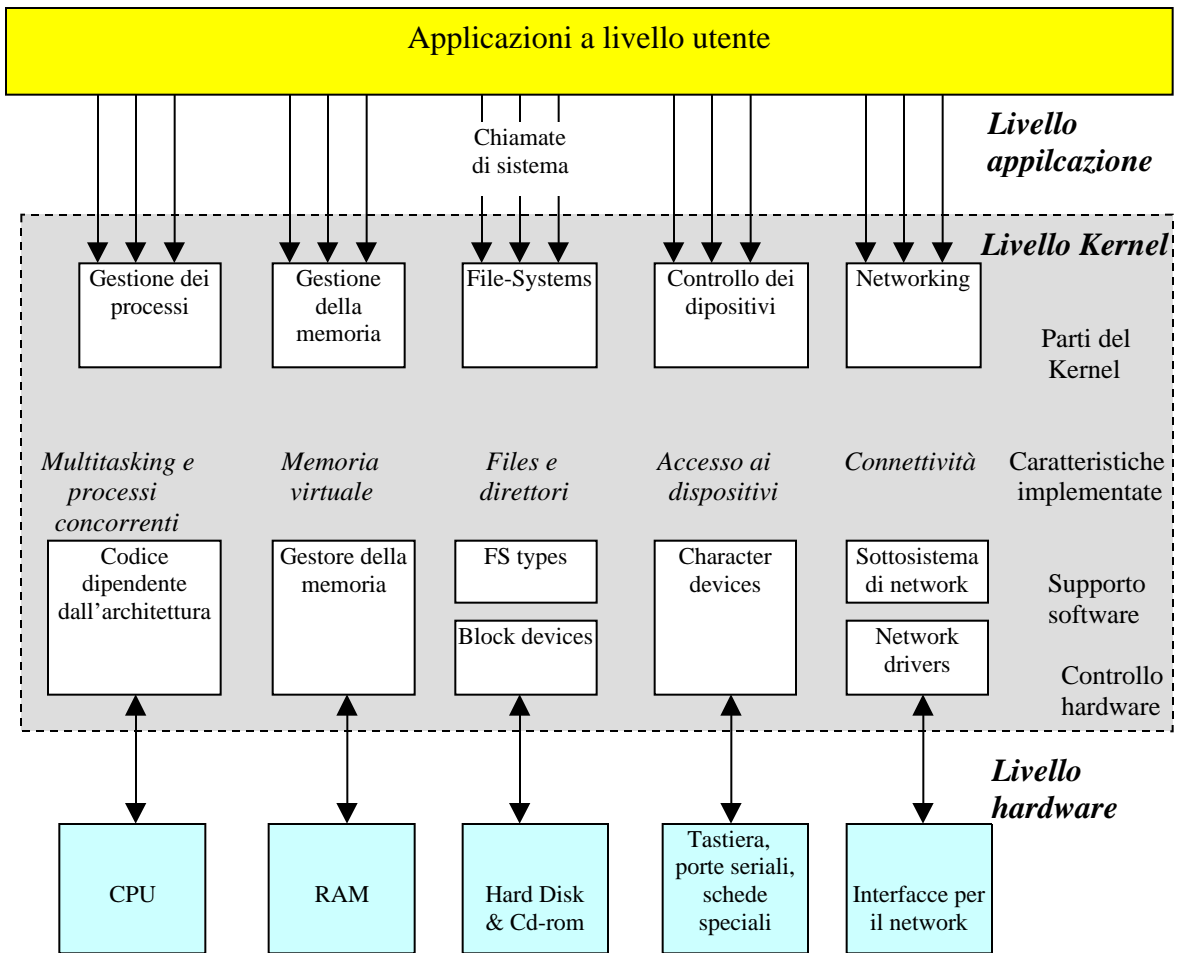 Applicazioni a livello utente
Chiamate
di sistema
Livello
appilcazione
Livello Kernel
Gestione dei
processi
Gestione
della
memoria
File-Systems
Controllo dei
dipositivi
Networking
Parti del
Kernel
Multitasking e
processi
concorrenti
Memoria
virtuale
Files e
direttori
Accesso ai
dispositivi
Connettività
Caratteristiche
implementate
Codice
dipendente
dall’architettura
Gestore della
memoria
FS types
Block devices
Character
devices
Sottosistema
di network
Network
drivers
Supporto
software
Controllo
hardware
Livello
hardware
CPU
RAM
Hard Disk
& Cd-rom
Tastiera,
porte seriali,
schede
speciali
Interfacce per
il network